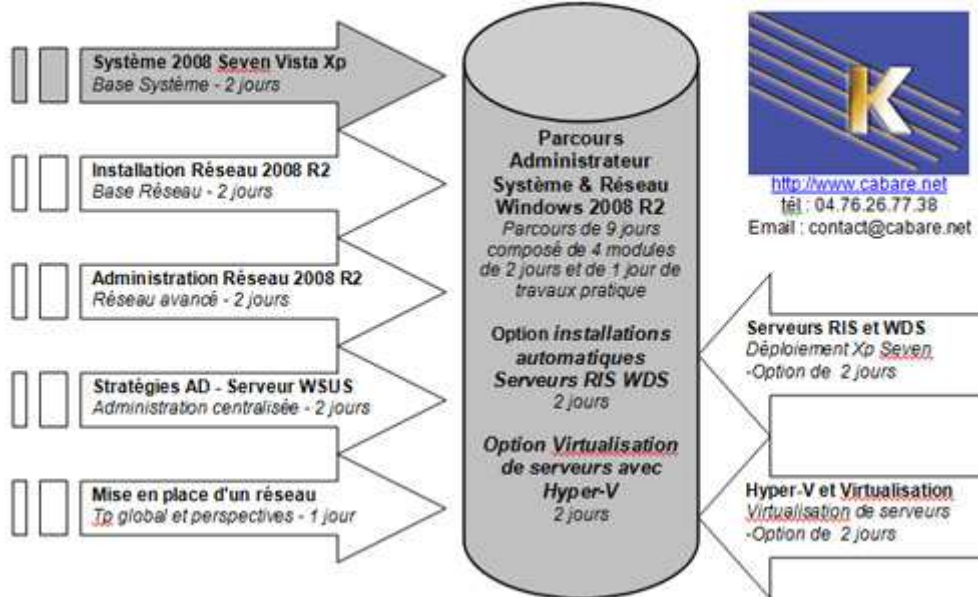 Système 2008 Seven Vista Xp
Base Système - 2 jours
Installation Réseau 2008 R2
Base Réseau - 2 jours
Administration Réseau 2008 R2
Réseau avancé - 2 jours
Stratégies AD - Serveur WSUS
Administration centralisée - 2 jours
Mise en place d'un réseau
Tp global et perspectives - 1 jour
Parcours
Administrateur
Système & Réseau
Windows 2008 R2
Parcours de 9 jours
composé de 4 modules
de 2 jours et de 1 jour de
travaux pratique
Option installations
automatiques
Serveurs RIS WDS
2 jours
Option Virtualisation
de serveurs avec
Hyper-V
2 jours
K
http://www.cabare.net
tél : 04.76.26.77.38
Email : contact@cabare.net
Serveurs RIS et WDS
Déploiement Xp Seven
-Option de 2 jours
Hyper-V et Virtualisation
Virtualisation de serveurs
-Option de 2 jours